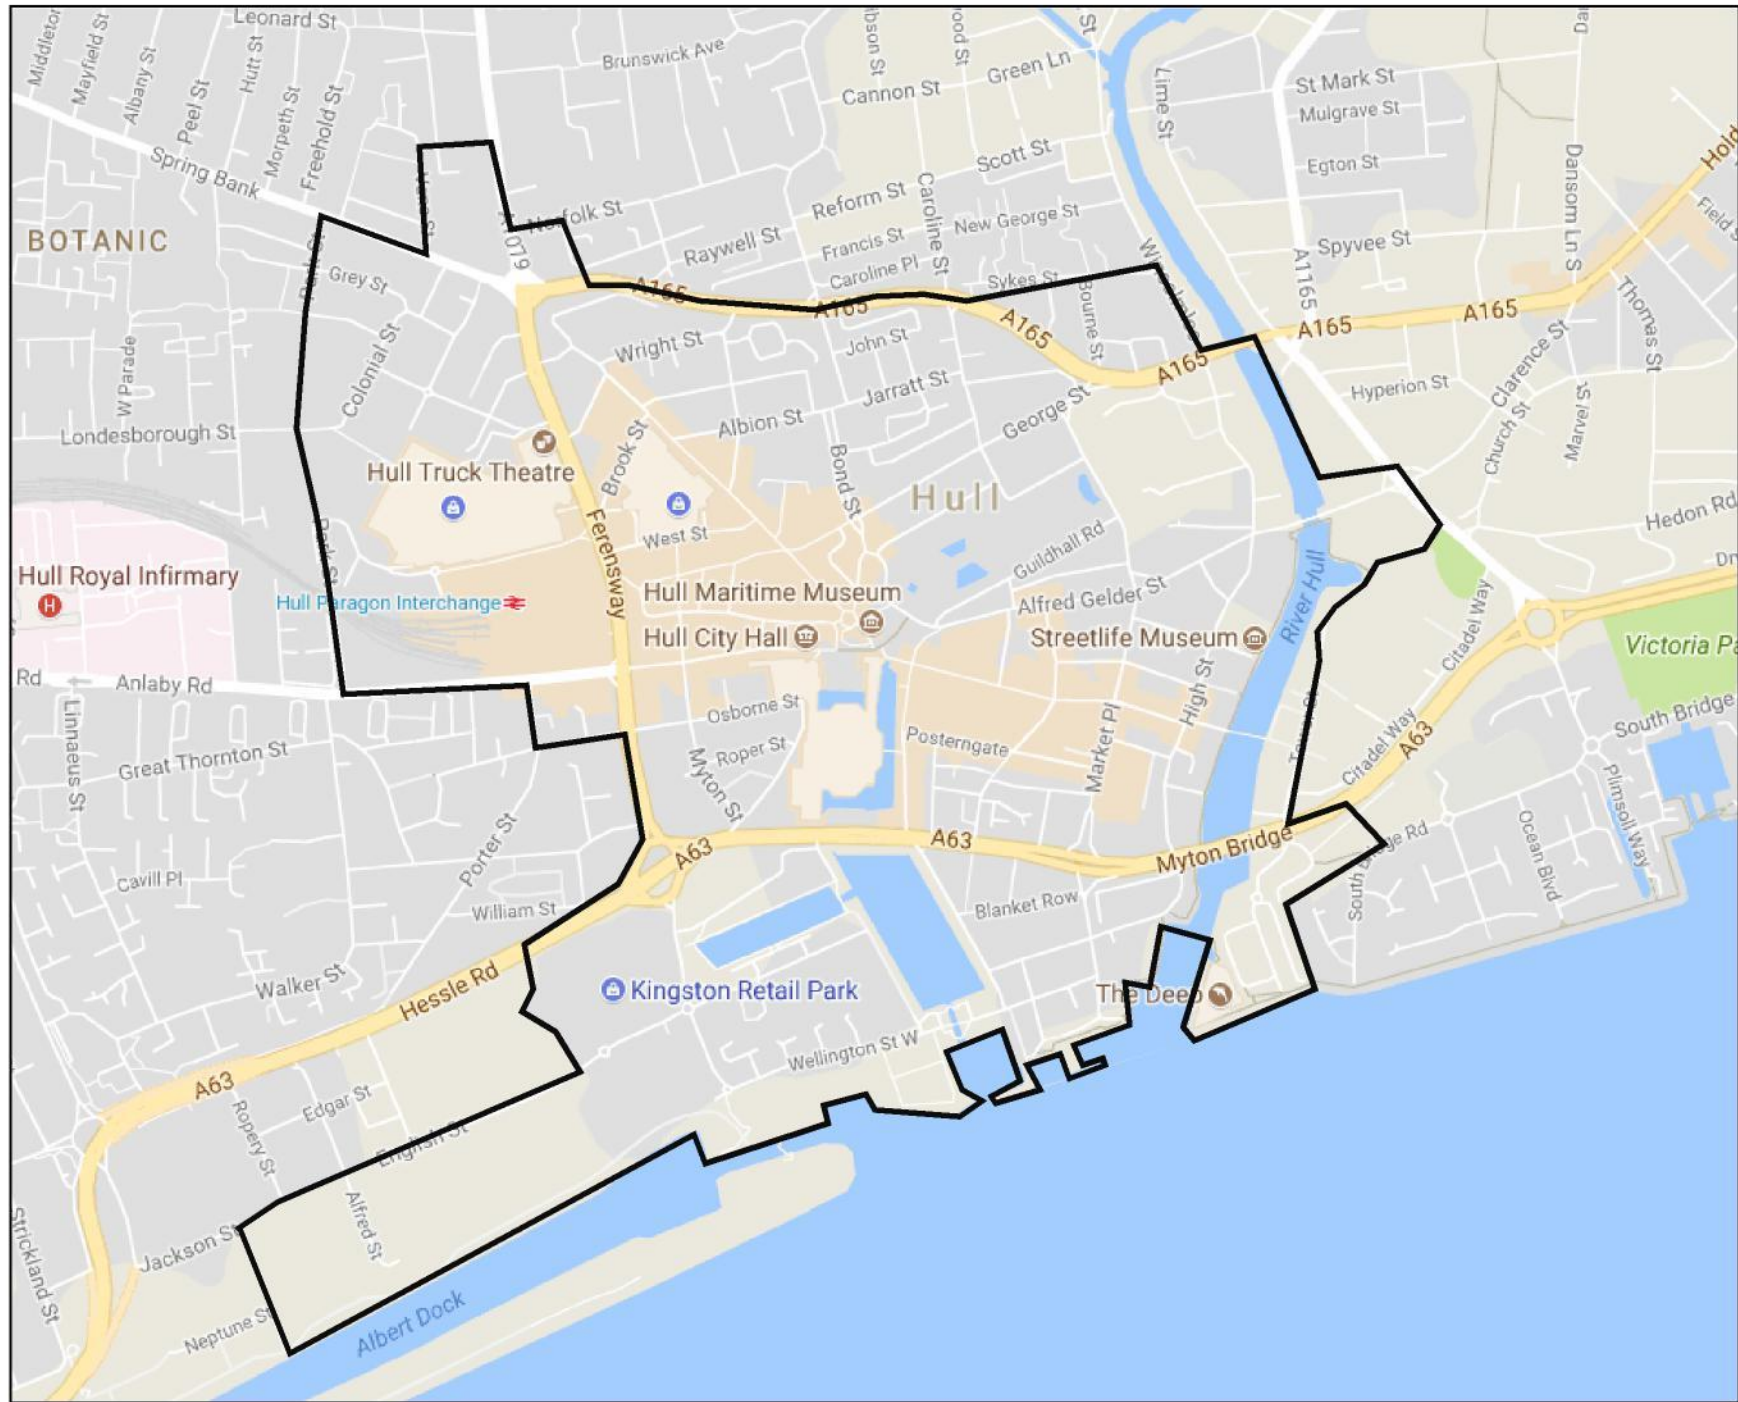 Middleton
Mayfield St
Albany St
Peel St
Hutt St
Leonard St
Morpeth St
Freehold St
Spring Bank
BOTANIC
Brunswick Ave
Cannon St
Green Ln
Lime St
St Mark St
Mulgrave St
Egton St
Dansom Ln S
Scott St
Reform St
Caroline St
New George St
Norfolk St
Raywell St
Francis St
Caroline Pl
Sykes St
Bourne St
A1165
Spyvee St
Field S
Thomas St
Grey St
Colonial St
A165
A165
A165
A165
A165
A165
Wright St
John St
Jarratt St
Albion St
George St
Bond St
Brook St
Hyperion St
Clarence St
Church St
Marvel St
W Parade
Londesborough St
Hull Truck Theatre
Hull
West St
Ferensway
Guildhall Rd
Hedon Rd
Park St
Hull Royal Infirmary
H
Hull Paragon Interchange
Hull Maritime Museum
Hull City Hall
Alfred Gelder St
Streetlife Museum
River Hull
Citadel Way
Victoria Pa
Rd
Anlaby Rd
Linnaeus St
Great Thornton St
Osborne St
Roper St
Myton St
Posterngate
Market Pl
High St
Citadel Way
A63
South Bridge
Plimsoll Way
Ocean Blvd
Porter St
Cavill Pl
William St
A63
A63
Myton Bridge
South Bridge Rd
Blanket Row
Walker St
Hessle Rd
Kingston Retail Park
The Deep
Wellington St W
A63
Edgar St
Ropery St
English St
Alfred St
Jackson St
Strickland St
Neptune St
Albert Dock